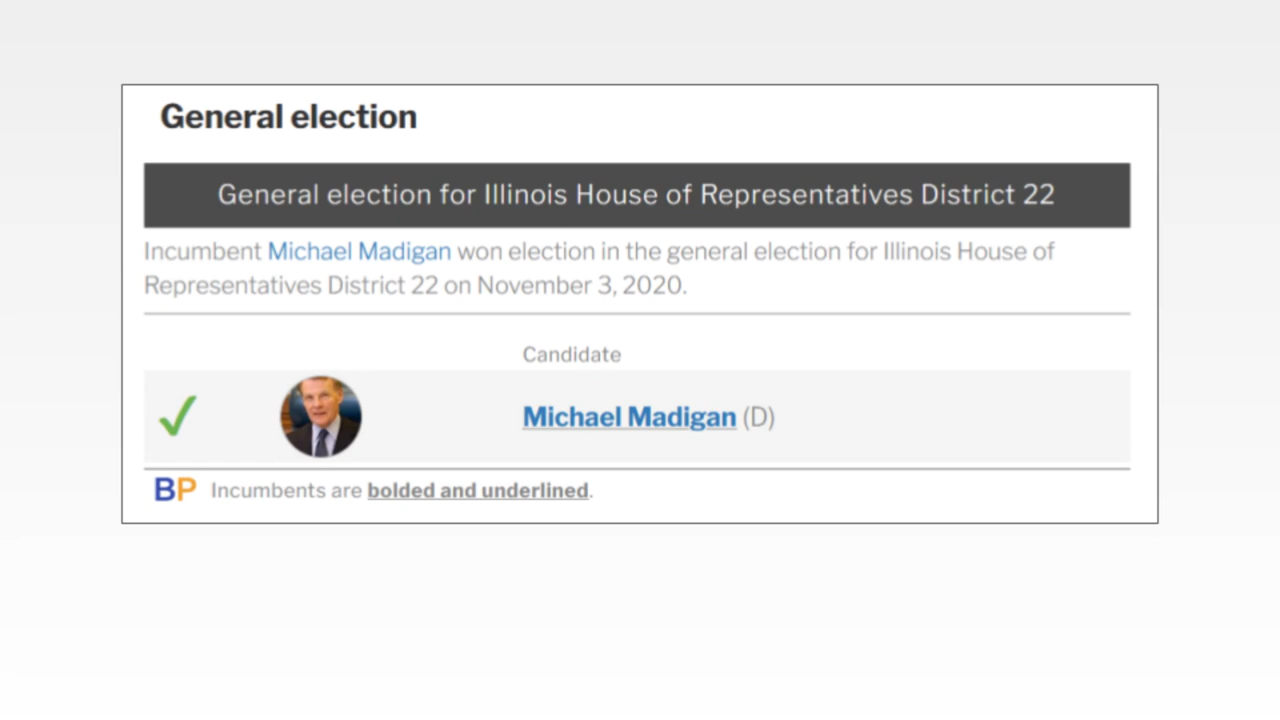 General election
General election for Illinois House of Representatives District 22
Incumbent Michael Madigan won election in the general election for Illinois House of
Representatives District 22 on November 3, 2020.
Candidate
Michael Madigan (D)
BP Incumbents are bolded and underlined.